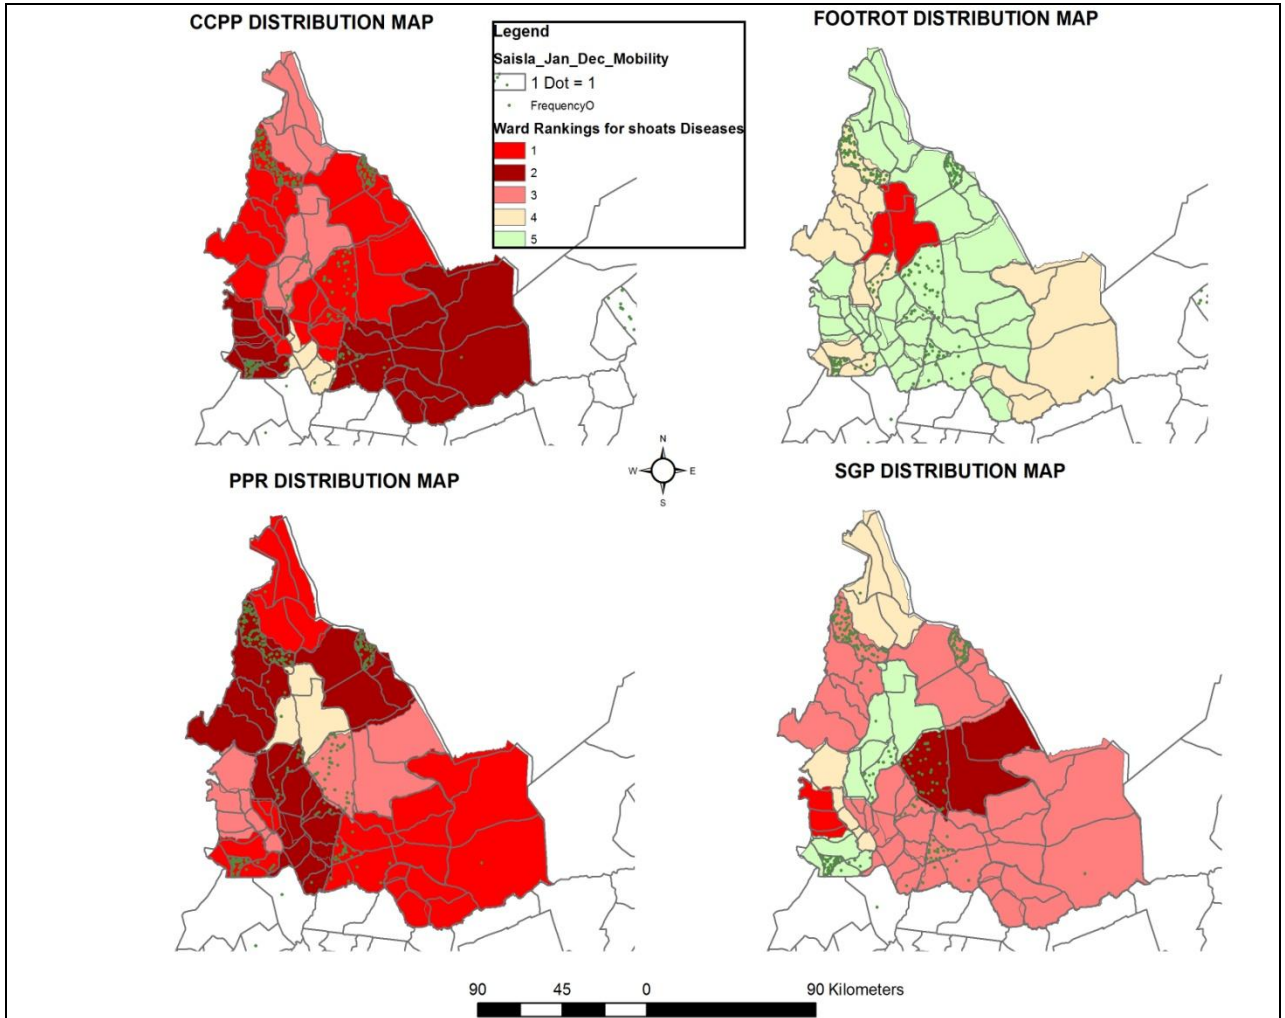 CCPP DISTRIBUTION MAP
FOOTROT DISTRIBUTION MAP
Legend
Saisla_Jan_Dec_Mobility
1 Dot = 1
FrequencyO
Ward Rankings for shoats Diseases
1
2
3
4
5
N
W E
S
PPR DISTRIBUTION MAP
SGP DISTRIBUTION MAP
90 45 0 90 Kilometers